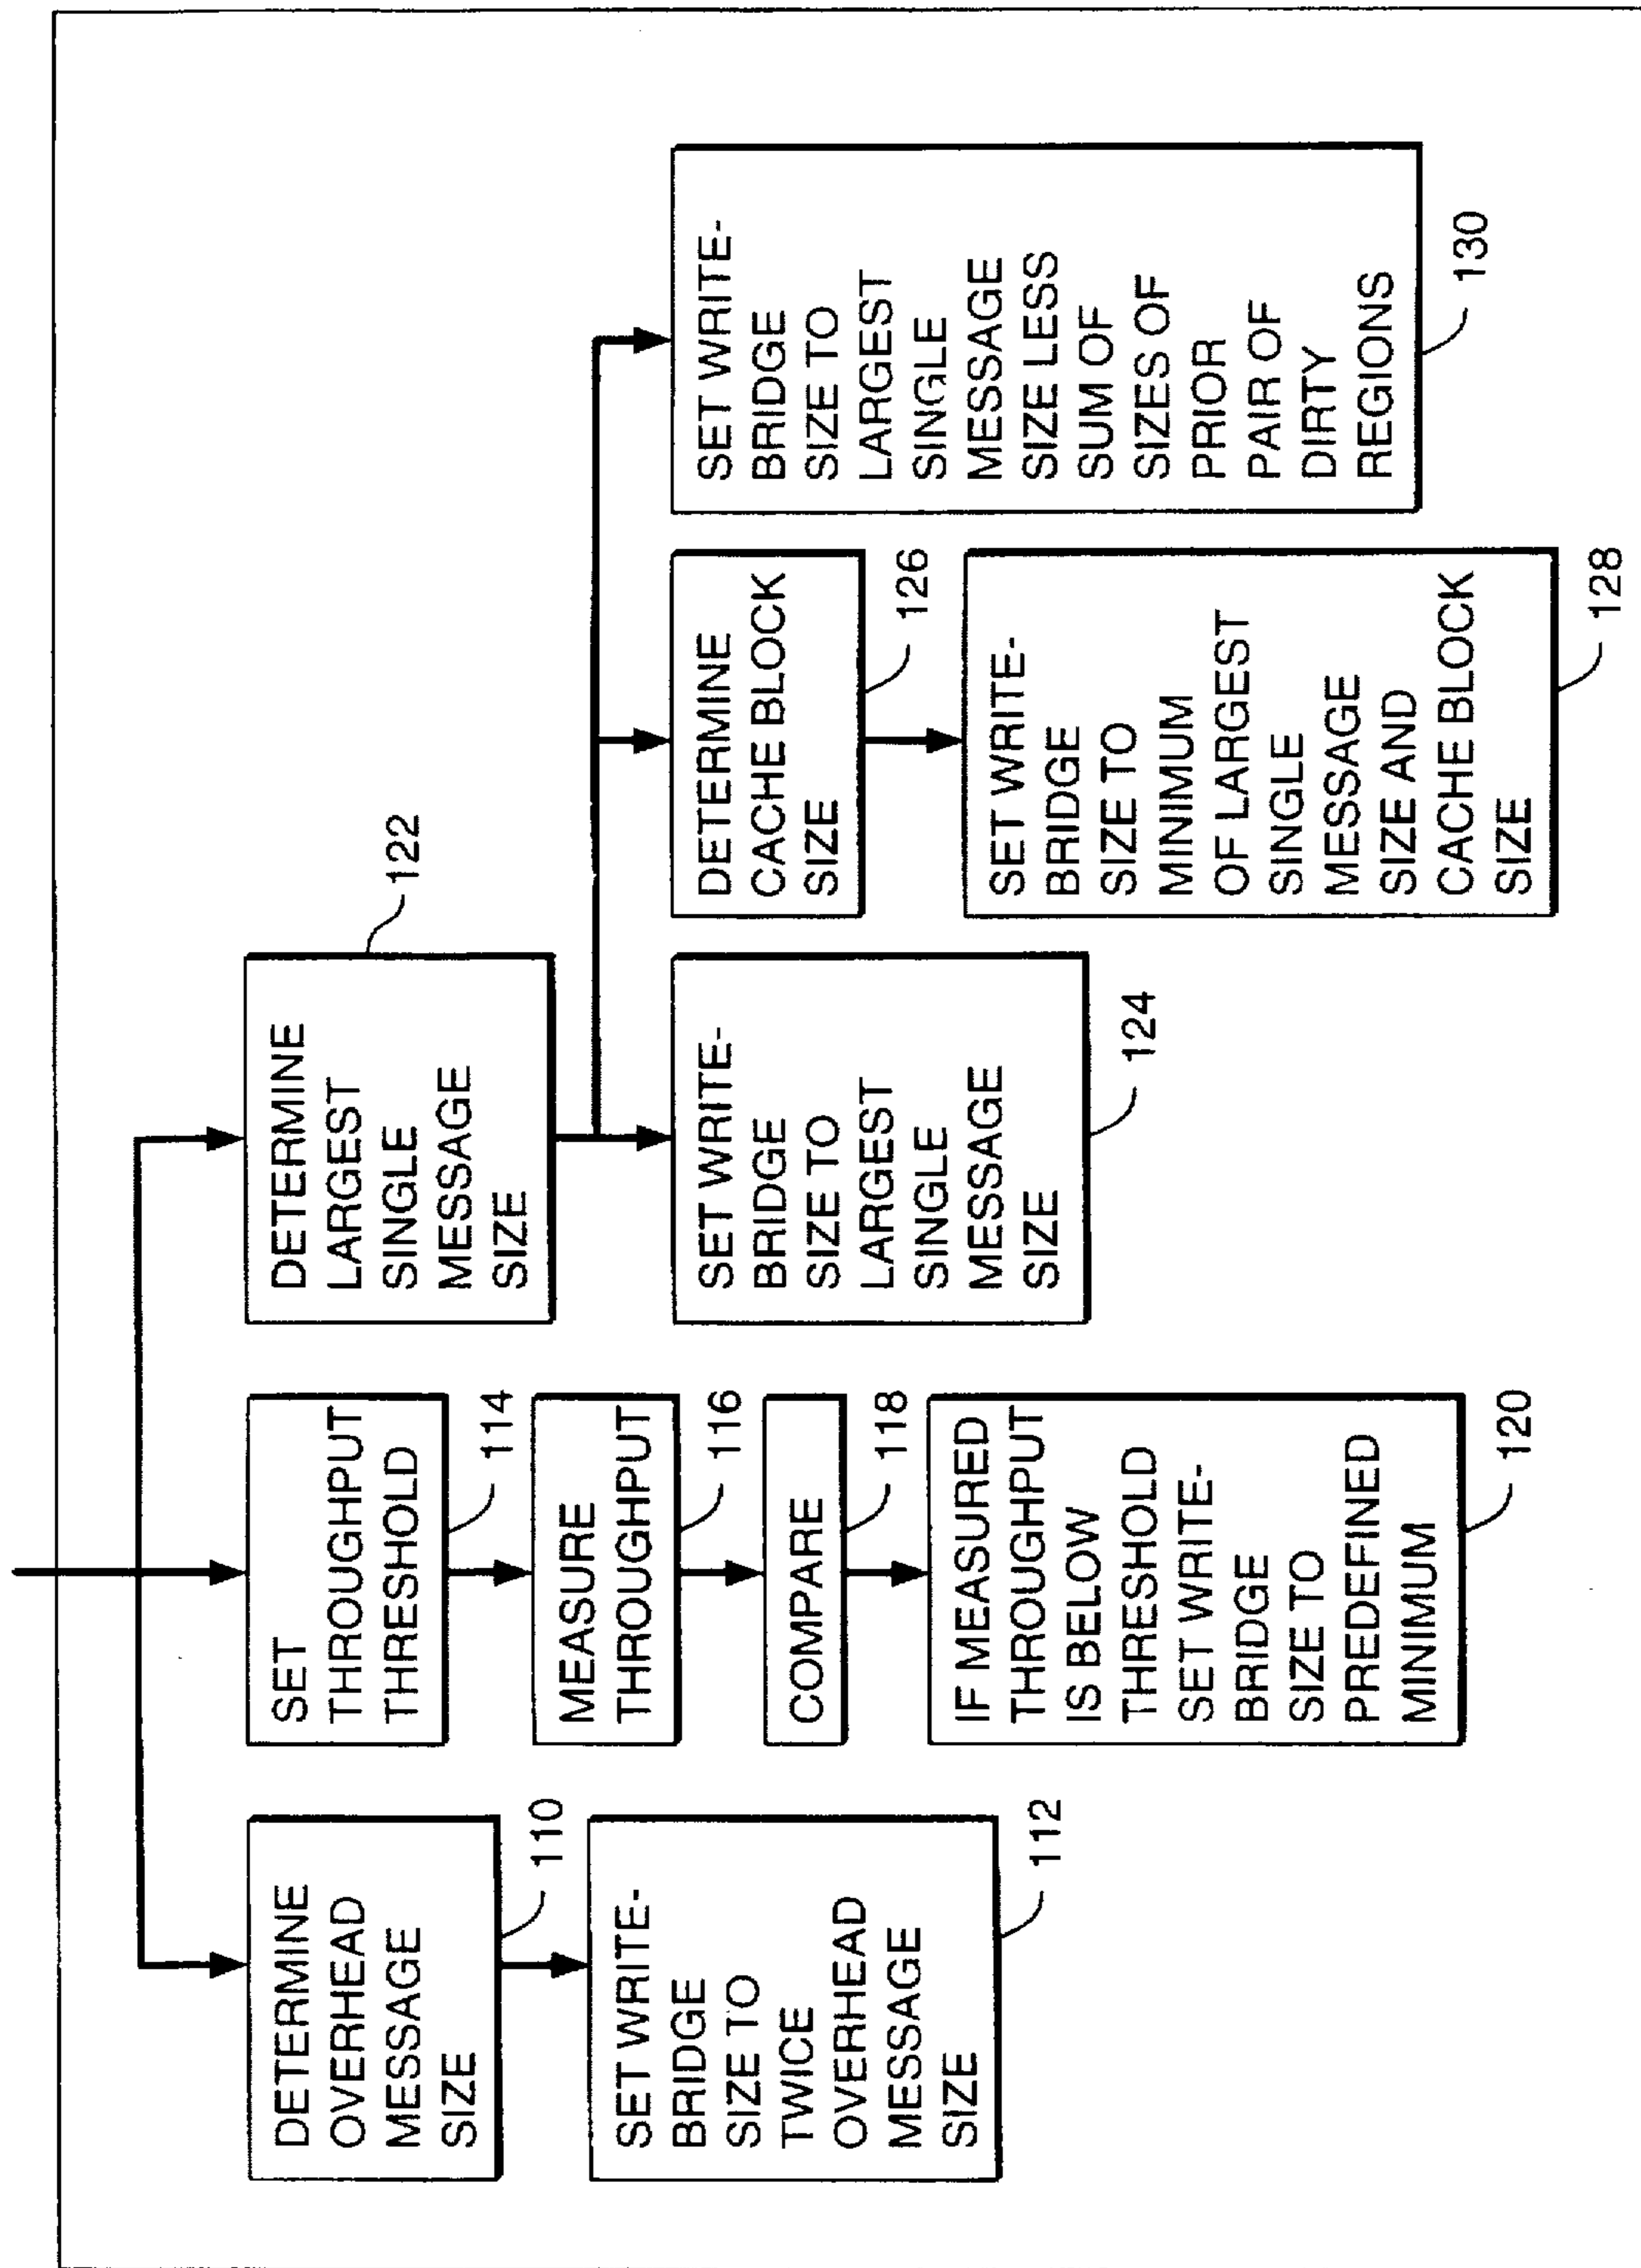 DETERMINE
OVERHEAD
MESSAGE
SIZE
110
SET WRITE-
BRIDGE
SIZE TO
TWICE
OVERHEAD
MESSAGE
SIZE
112
SET
THROUGHPUT
THRESHOLD
114
MEASURE
THROUGHPUT
116
COMPARE
118
IF MEASURED
THROUGHPUT
IS BELOW
THRESHOLD
SET WRITE-
BRIDGE
SIZE TO
PREDEFINED
MINIMUM
120
DETERMINE
LARGEST
SINGLE
MESSAGE
SIZE
122
SET WRITE-
BRIDGE
SIZE TO
LARGEST
SINGLE
MESSAGE
SIZE
124
DETERMINE
CACHE BLOCK
SIZE
126
SET WRITE-
BRIDGE
SIZE TO
MINIMUM
OF LARGEST
SINGLE
MESSAGE
SIZE AND
CACHE BLOCK
SIZE
128
SET WRITE-
BRIDGE
SIZE TO
LARGEST
SINGLE
MESSAGE
SIZE LESS
SUM OF
SIZES OF
PRIOR
PAIR OF
DIRTY
REGIONS
130